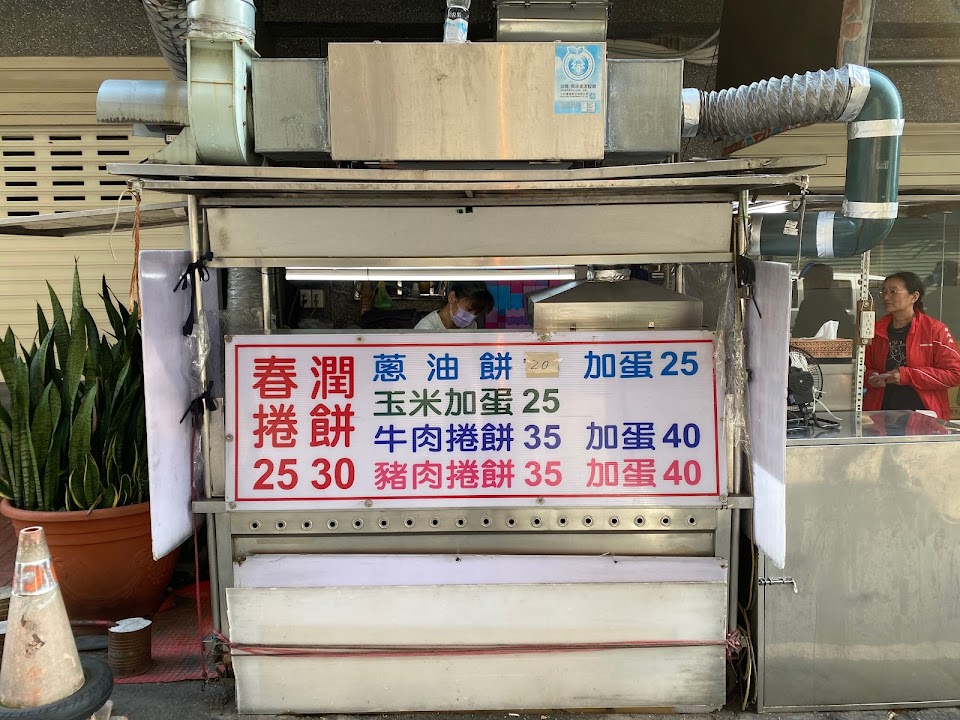 春潤
捲餅
25 30
蔥油餅 20 加蛋 25
玉米加蛋 25
牛肉捲餅 35 加蛋 40
豬肉捲餅 35 加蛋 40